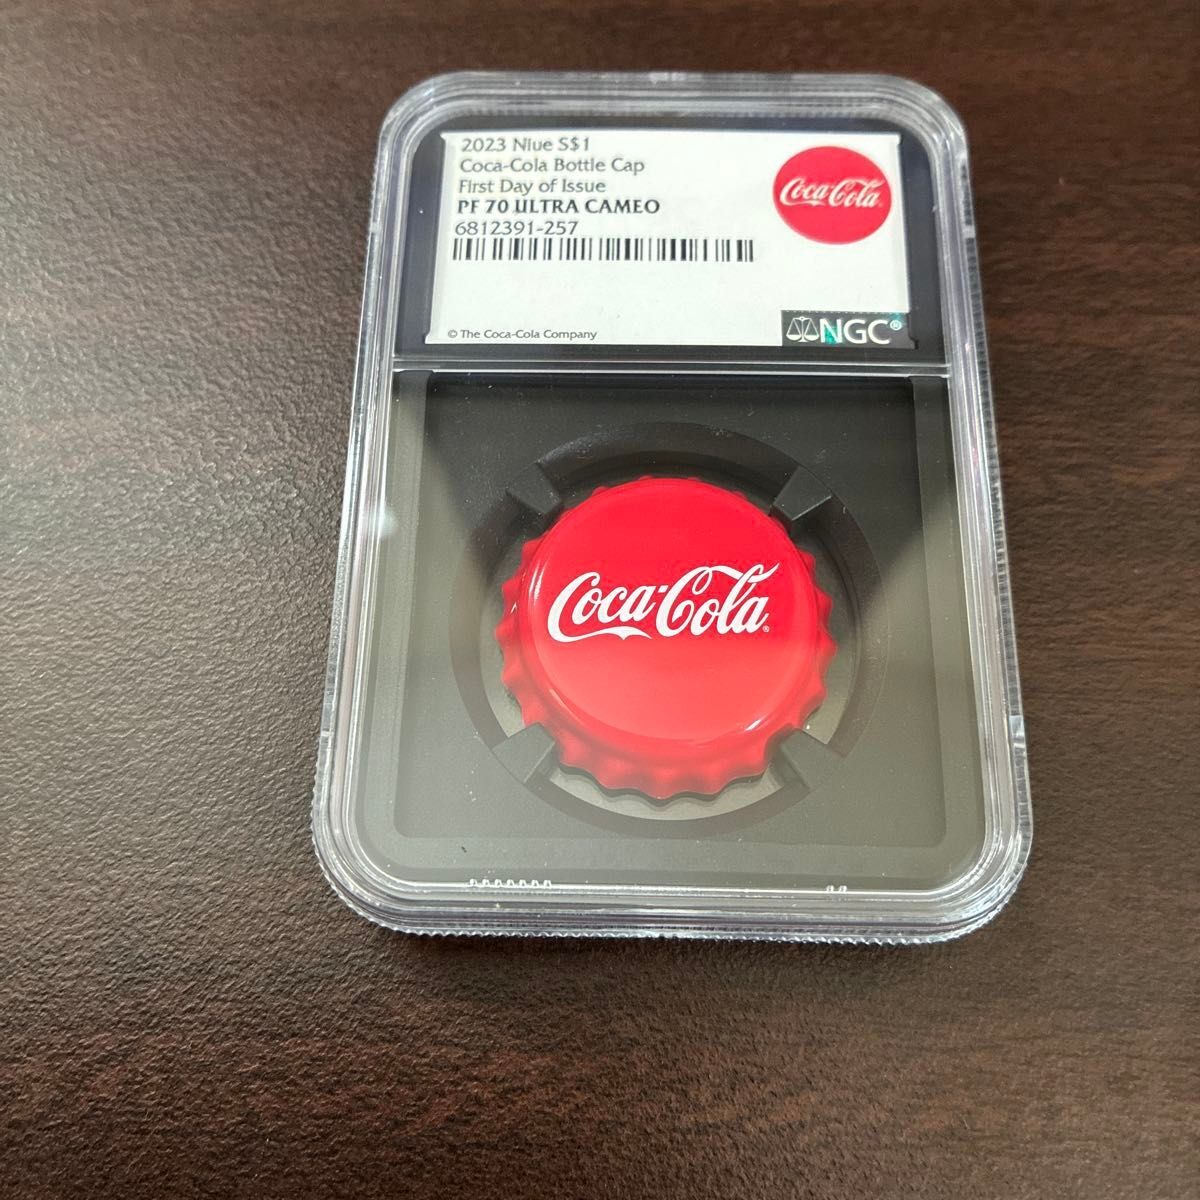 2023 Niue S$1
Coca-Cola Bottle Cap
First Day of Issue
PF 70 ULTRA CAMEO
6812391-257
Coca-Cola
© The Coca-Cola Company
NGC®
Coca-Cola®